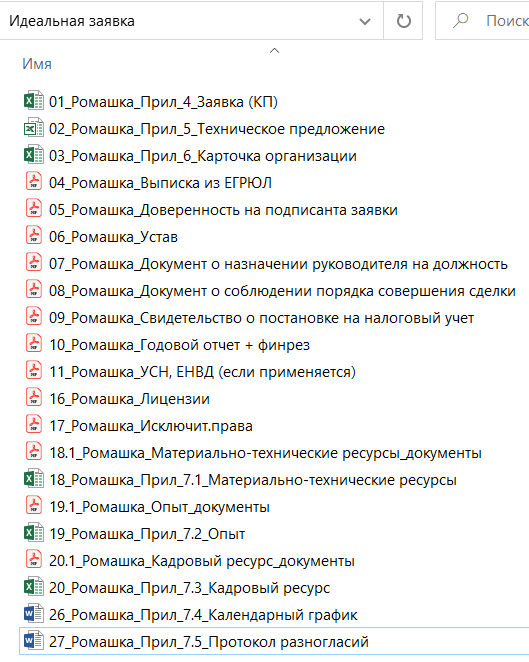 Идеальная заявка
Поиск
Имя
01_Ромашка_Прил_4_Заявка (КП)
02_Ромашка_Прил_5_Техническое предложение
03_Ромашка_Прил_6_Карточка организации
04_Ромашка_Выписка из ЕГРЮЛ
05_Ромашка_Доверенность на подписанта заявки
06_Ромашка_Устав
07_Ромашка_Документ о назначении руководителя на должность
08_Ромашка_Документ о соблюдении порядка совершения сделки
09_Ромашка_Свидетельство о постановке на налоговый учет
10_Ромашка_Годовой отчет + финрез
11_Ромашка_УСН, ЕНВД (если применяется)
16_Ромашка_Лицензии
17_Ромашка_Исключит.права
18.1_Ромашка_Материально-технические ресурсы_документы
18_Ромашка_Прил_7.1_Материально-технические ресурсы
19.1_Ромашка_Опыт_документы
19_Ромашка_Прил_7.2_Опыт
20.1_Ромашка_Кадровый ресурс_документы
20_Ромашка_Прил_7.3_Кадровый ресурс
26_Ромашка_Прил_7.4_Календарный график
27_Ромашка_Прил_7.5_Протокол разногласий